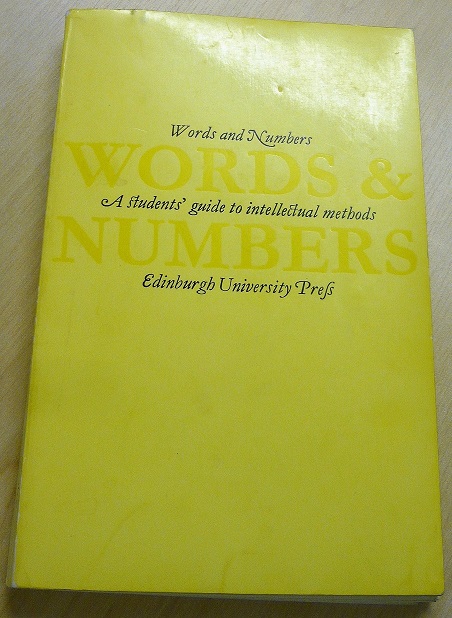 Words and Numbers
WORDS &
A students' guide to intellectual methods
NUMBERS
Edinburgh University Preſs